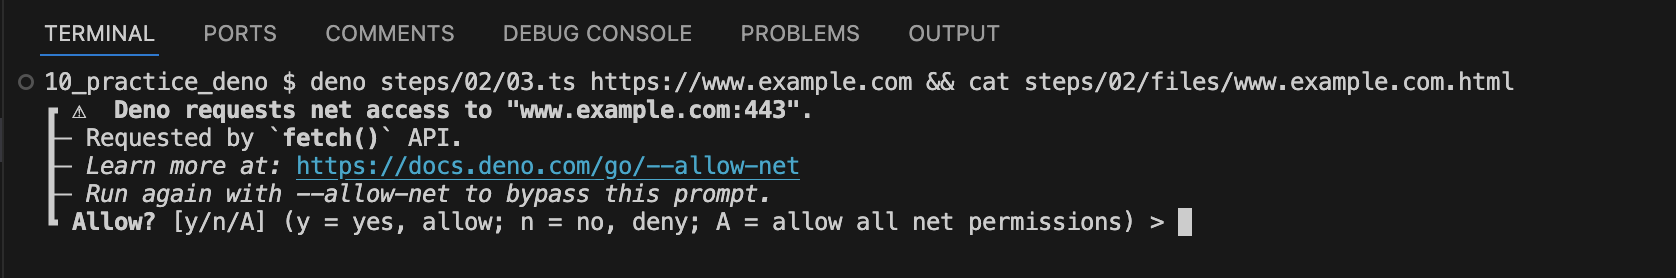 TERMINAL PORTS COMMENTS DEBUG CONSOLE PROBLEMS OUTPUT
10_practice_deno $ deno steps/02/03.ts https://www.example.com && cat steps/02/files/www.example.com.html
⚠ Deno requests net access to "www.example.com:443".
Requested by `fetch()` API.
Learn more at: https://docs.deno.com/go/--allow-net
Run again with --allow-net to bypass this prompt.
Allow? [y/n/A] (y = yes, allow; n = no, deny; A = allow all net permissions) >